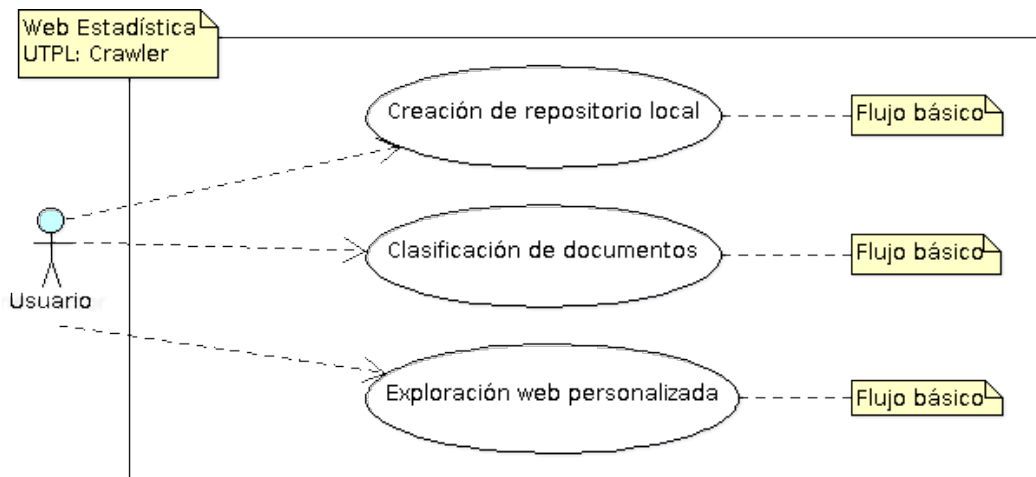 Web Estadística
UTPL: Crawler
Creación de repositorio local
Flujo básico
Clasificación de documentos
Flujo básico
Usuario
Exploración web personalizada
Flujo básico